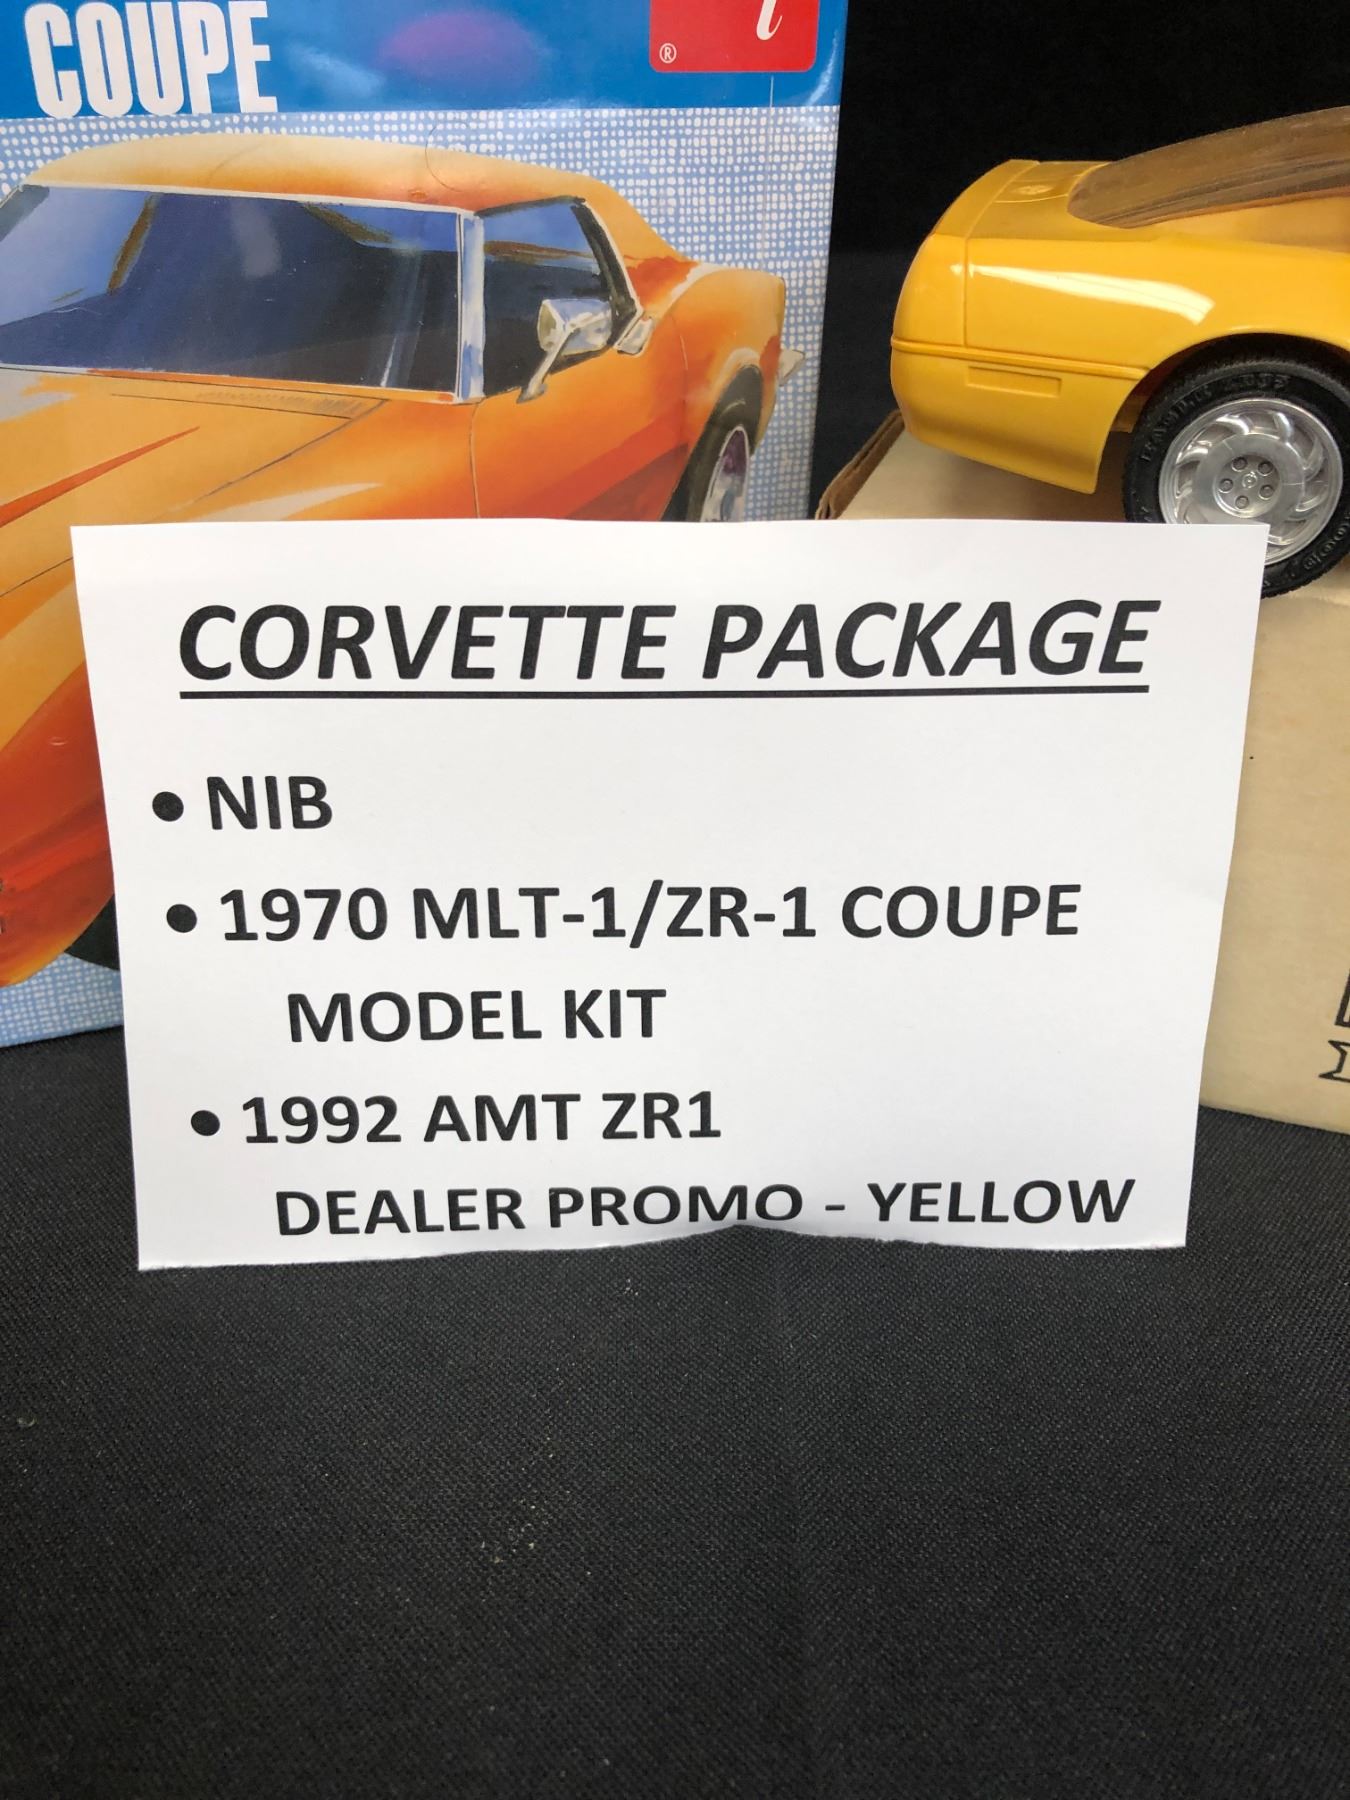 COUPE
t
®
CORVETTE PACKAGE
• NIB
• 1970 MLT-1/ZR-1 COUPE
MODEL KIT
• 1992 AMT ZR1
DEALER PROMO - YELLOW